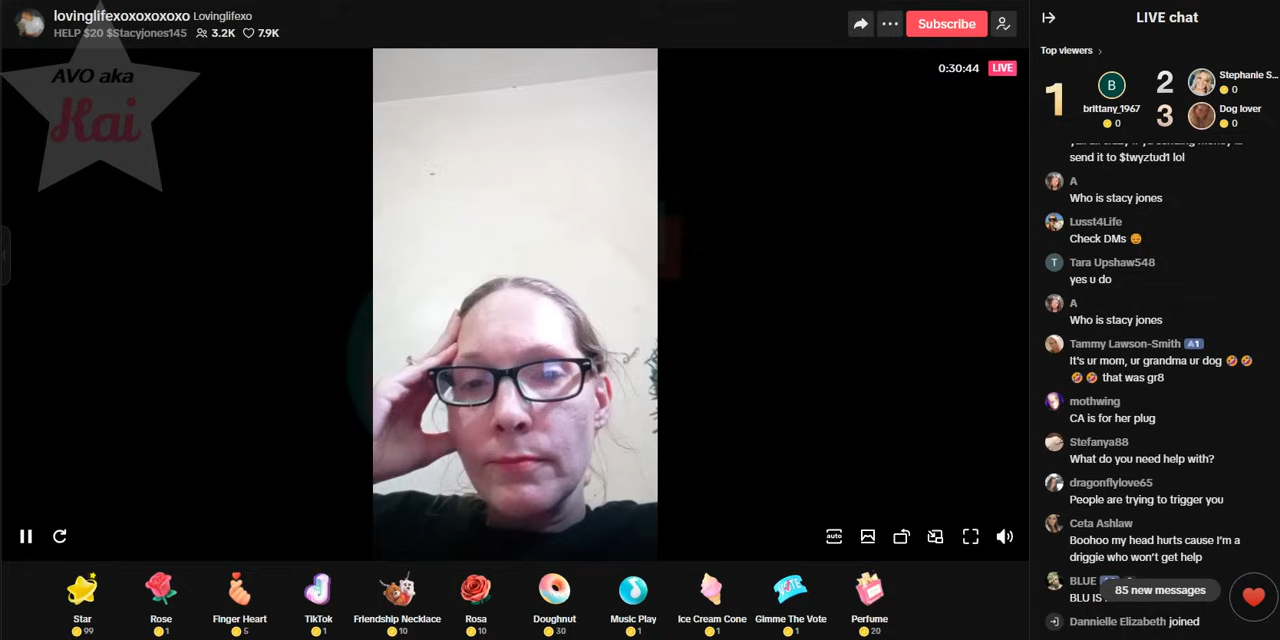 lovinglifexoxoxoxoxo Lovinglifexo
HELP $20 $Stacyjones145 3.2K 7.9K
Subscribe
AVO aka
Kai
0:30:44 LIVE
LIVE chat
Top viewers
1
brittany_1967
0
2
Stephanie S...
0
3
Dog lover
0
send it to $twyztud1 lol
A
Who is stacy jones
Lusst4Life
Check DMs
T
Tara Upshaw548
yes u do
A
Who is stacy jones
Tammy Lawson-Smith A1
It's ur mom, ur grandma ur dog 🤣 🤣
🤣 🤣 that was gr8
mothwing
CA is for her plug
Stefanya88
What do you need help with?
dragonflylove65
People are trying to trigger you
Ceta Ashlaw
Boohoo my head hurts cause I'm a
driggie who won't get help
BLUE
BLU IS
85 new messages
Dannielle Elizabeth joined
auto
Star
99
Rose
1
Finger Heart
5
TikTok
1
Friendship Necklace
10
Rosa
10
Doughnut
30
Music Play
1
Ice Cream Cone
1
Gimme The Vote
1
Perfume
20